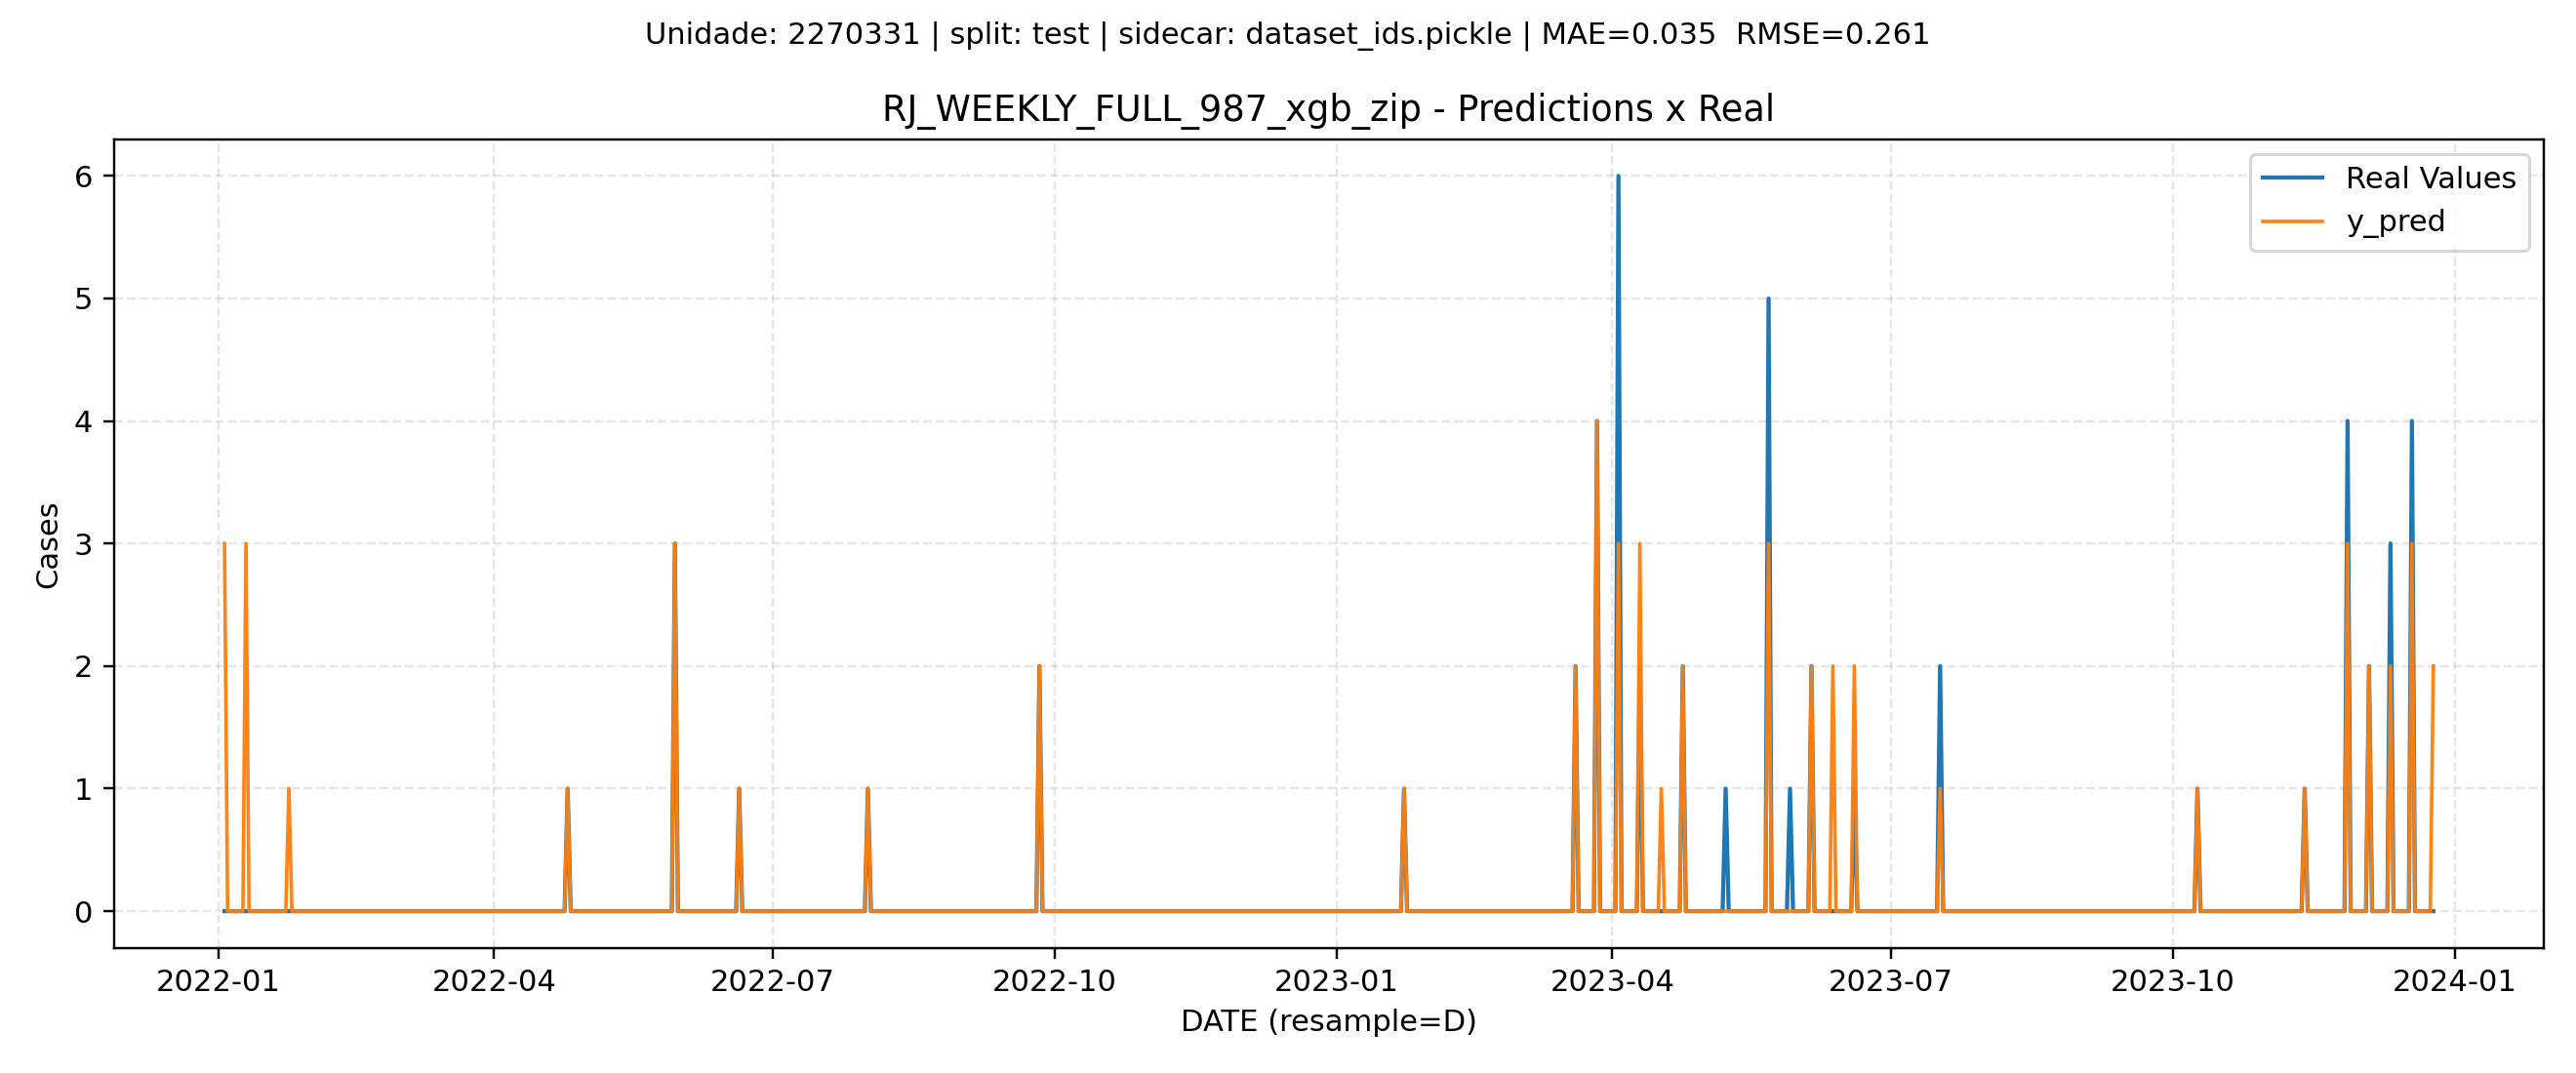 Unidade: 2270331 | split: test | sidecar: dataset_ids.pickle | MAE=0.035  RMSE=0.261
RJ_WEEKLY_FULL_987_xgb_zip - Predictions x Real
Real Values
y_pred
Cases
6
5
4
3
2
1
0
2022-01
2022-04
2022-07
2022-10
2023-01
2023-04
2023-07
2023-10
2024-01
DATE (resample=D)